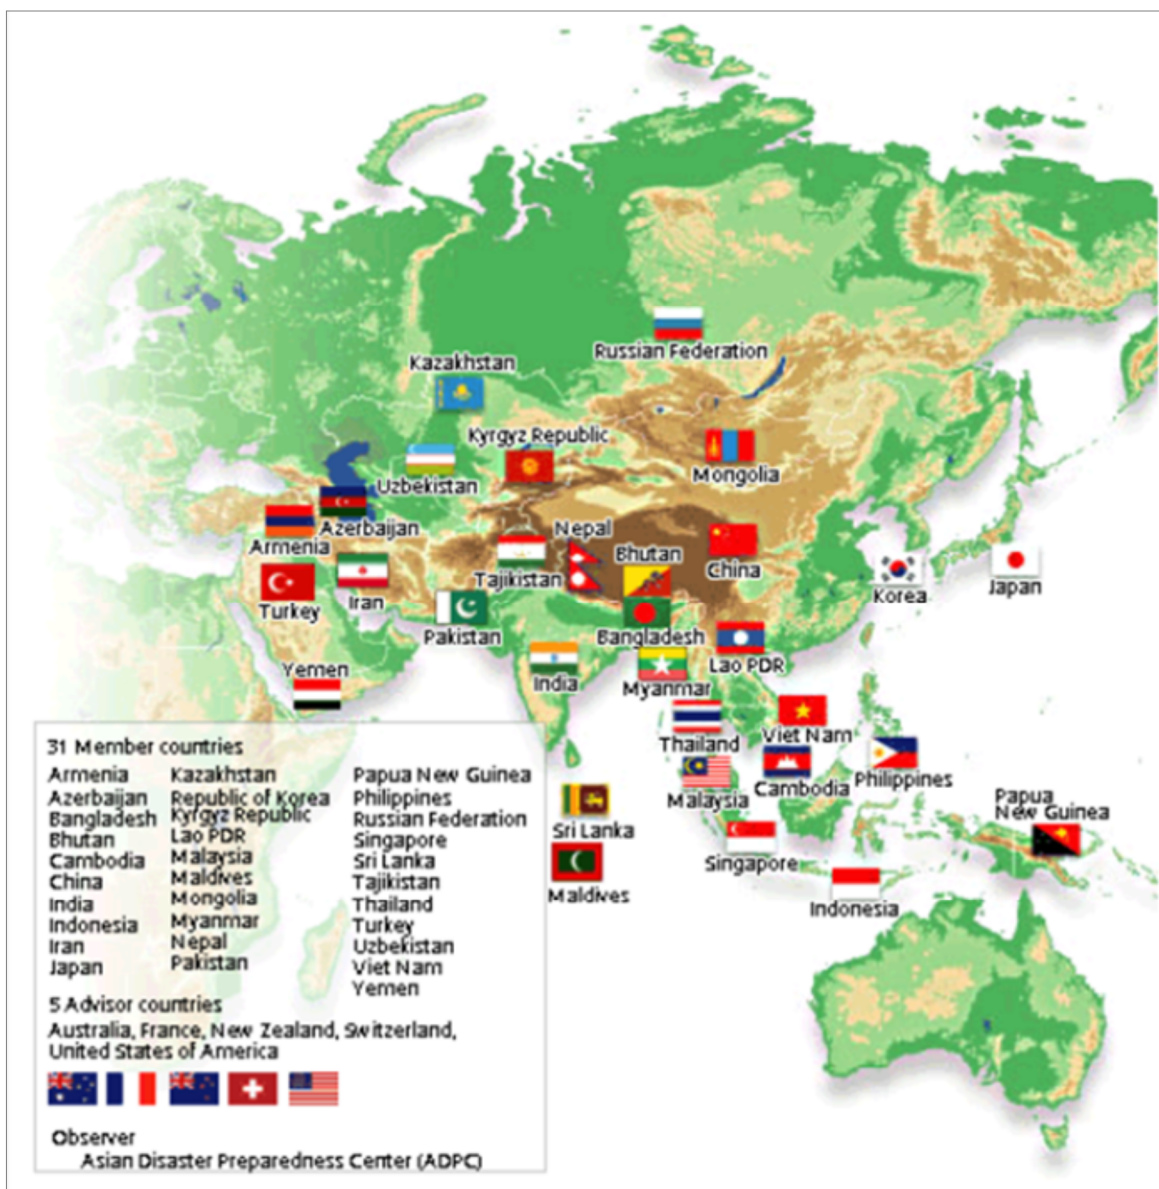 Russian Federation
Kazakhstan
Kyrgyz Republic
Mongolia
Uzbekistan
Azerbaijan
Armenia
Nepal
Bhutan
China
Tajikistan
Iran
Turkey
Korea
Japan
Pakistan
Bangladesh
Lao PDR
Yemen
India
Myanmar
Viet Nam
Thailand
Philippines
Cambodia
Malaysia
Papua
New Guinea
Sri Lanka
Singapore
Maldives
Indonesia
31 Member countries
Armenia
Azerbaijan
Bangladesh
Bhutan
Cambodia
China
India
Indonesia
Iran
Japan
Kazakhstan
Republic of Korea
Kyrgyz Republic
Lao PDR
Malaysia
Maldives
Mongolia
Myanmar
Nepal
Pakistan
Papua New Guinea
Philippines
Russian Federation
Singapore
Sri Lanka
Tajikistan
Thailand
Turkey
Uzbekistan
Viet Nam
Yemen
5 Advisor countries
Australia, France, New Zealand, Switzerland,
United States of America
Observer
Asian Disaster Preparedness Center (ADPC)